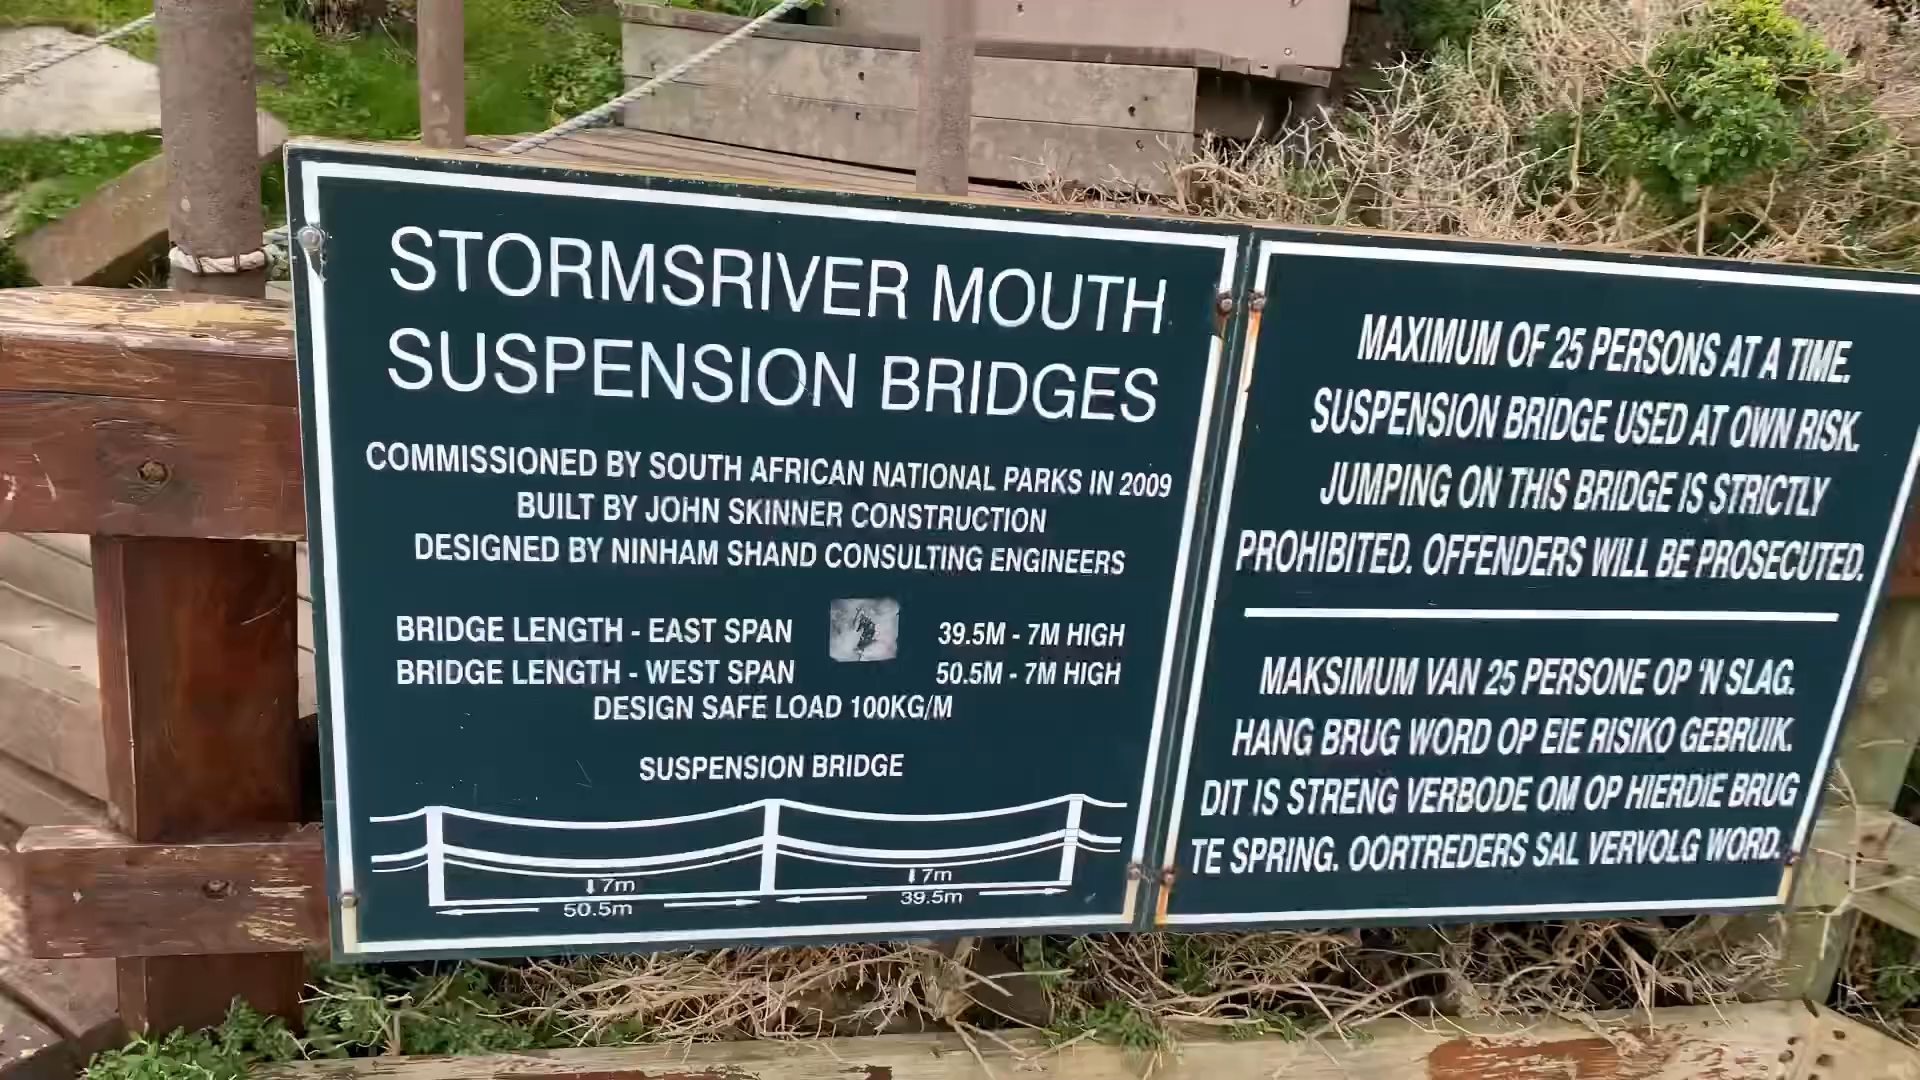 STORMSRIVER MOUTH
SUSPENSION BRIDGES
COMMISSIONED BY SOUTH AFRICAN NATIONAL PARKS IN 2009
BUILT BY JOHN SKINNER CONSTRUCTION
DESIGNED BY NINHAM SHAND CONSULTING ENGINEERS
BRIDGE LENGTH - EAST SPAN 39.5M - 7M HIGH
BRIDGE LENGTH - WEST SPAN 50.5M - 7M HIGH
DESIGN SAFE LOAD 100KG/M
SUSPENSION BRIDGE
7m 7m
50.5m 39.5m
MAXIMUM OF 25 PERSONS AT A TIME.
SUSPENSION BRIDGE USED AT OWN RISK.
JUMPING ON THIS BRIDGE IS STRICTLY
PROHIBITED. OFFENDERS WILL BE PROSECUTED.
MAKSIMUM VAN 25 PERSONE OP 'N SLAG.
HANG BRUG WORD OP EIE RISIKO GEBRUIK.
DIT IS STRENG VERBODE OM OP HIERDIE BRUG
TE SPRING. OORTREDERS SAL VERVOLG WORD.